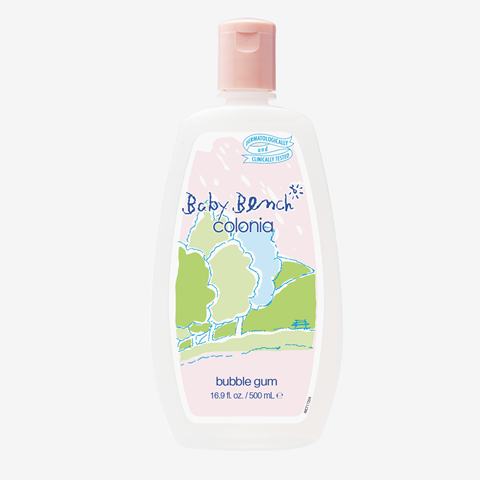 DERMATOLOGICALLY
and
CLINICALLY TESTED
Baby Bench
colonia
bubble gum
16.9 fl. oz. / 500 mL ℮